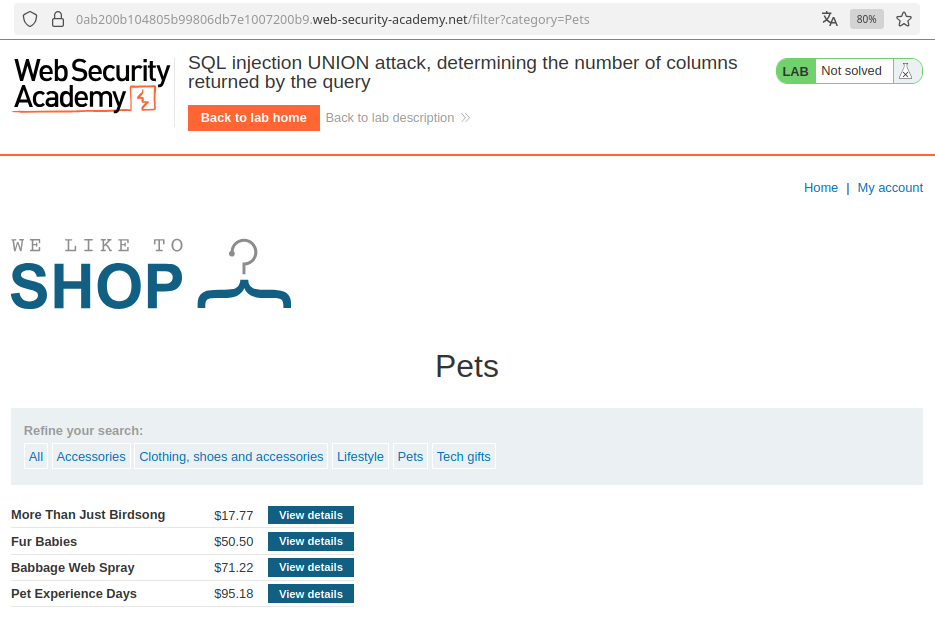 0ab200b104805b99806db7e1007200b9.web-security-academy.net/filter?category=Pets 80%
WebSecurity
Academy
SQL injection UNION attack, determining the number of columns
returned by the query
LAB Not solved
Back to lab home Back to lab description
Home | My account
WE LIKE TO
SHOP
Pets
Refine your search:
All Accessories Clothing, shoes and accessories Lifestyle Pets Tech gifts
More Than Just Birdsong $17.77 View details
Fur Babies $50.50 View details
Babbage Web Spray $71.22 View details
Pet Experience Days $95.18 View details